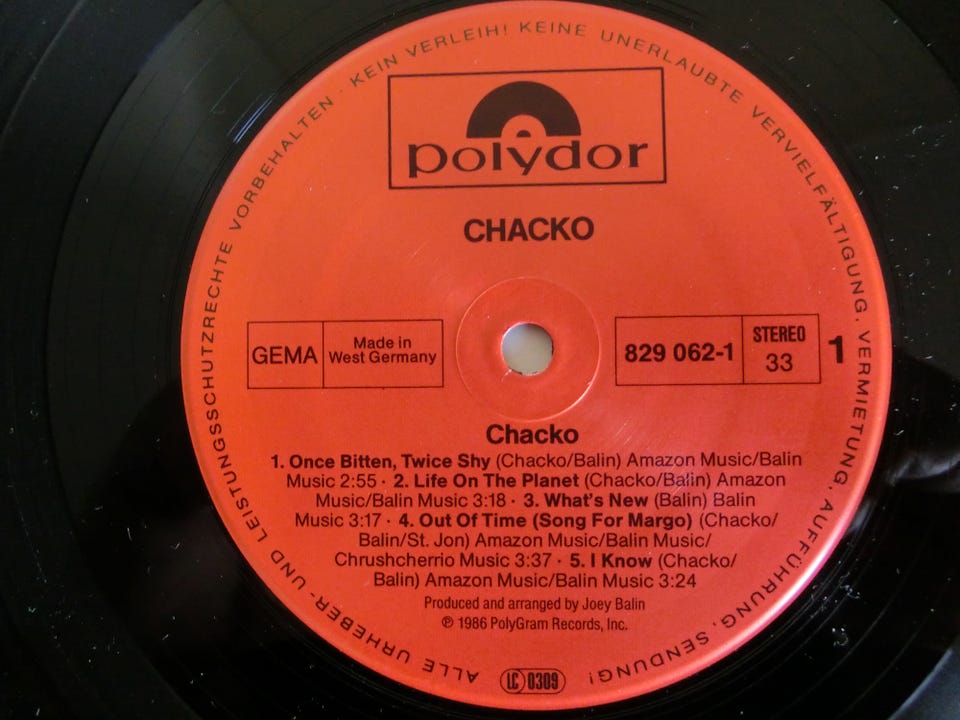 ALLE URHEBER- UND LEISTUNGSSCHUTZRECHTE VORBEHALTEN · KEIN VERLEIH! KEINE UNERLAUBTE VERVIELFÄLTIGUNG, VERMIETUNG, AUFFÜHRUNG, SENDUNG!
polydor
CHACKO
GEMA
Made in
West Germany
829 062-1
STEREO
33
1
Chacko
1. Once Bitten, Twice Shy (Chacko/Balin) Amazon Music/Balin
Music 2:55 · 2. Life On The Planet (Chacko/Balin) Amazon
Music/Balin Music 3:18 · 3. What's New (Balin) Balin
Music 3:17 · 4. Out Of Time (Song For Margo) (Chacko/
Balin/St. Jon) Amazon Music/Balin Music/
Chrushcherrio Music 3:37 · 5. I Know (Chacko/
Balin) Amazon Music/Balin Music 3:24
Produced and arranged by Joey Balin
℗ 1986 PolyGram Records, Inc.
LC 0309